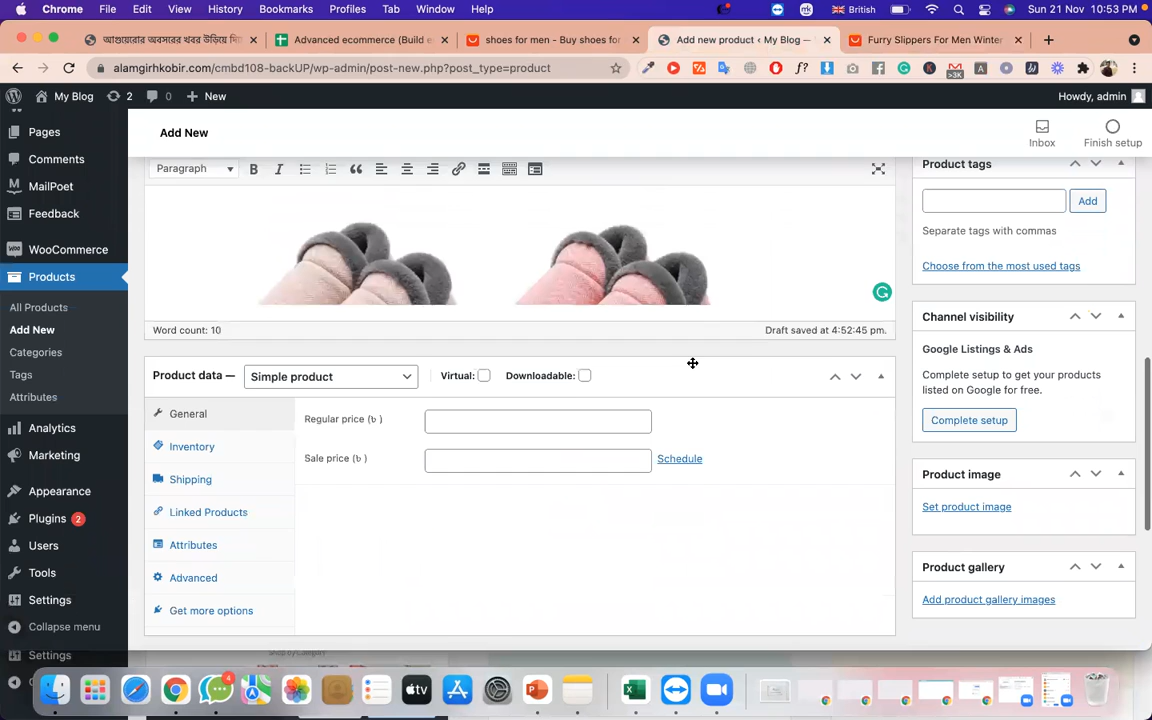 Chrome File Edit View History Bookmarks Profiles Tab Window Help British Sun 21 Nov 10:53 PM
আগুয়েরোর অবসরের খবর উড়িয়ে দি Advanced ecommerce (Build e shoes for men - Buy shoes for Add new product ‹ My Blog — Furry Slippers For Men Winter
alamgirhkobir.com/cmbd108-backUP/wp-admin/post-new.php?post_type=product
>3K
My Blog 2 0 New Howdy, admin
Pages
Comments
MailPoet
Feedback
WooCommerce
Products
All Products
Add New
Categories
Tags
Attributes
Analytics
Marketing
Appearance
Plugins 2
Users
Tools
Settings
Collapse menu
Settings
Add New
Inbox
Finish setup
Paragraph B I
Word count: 10 Draft saved at 4:52:45 pm.
Product data — Simple product Virtual: Downloadable:
General
Inventory
Shipping
Linked Products
Attributes
Advanced
Get more options
Regular price (৳ )
Sale price (৳ ) Schedule
Product tags
Add
Separate tags with commas
Choose from the most used tags
Channel visibility
Google Listings & Ads
Complete setup to get your products
listed on Google for free.
Complete setup
Product image
Set product image
Product gallery
Add product gallery images
4
tv